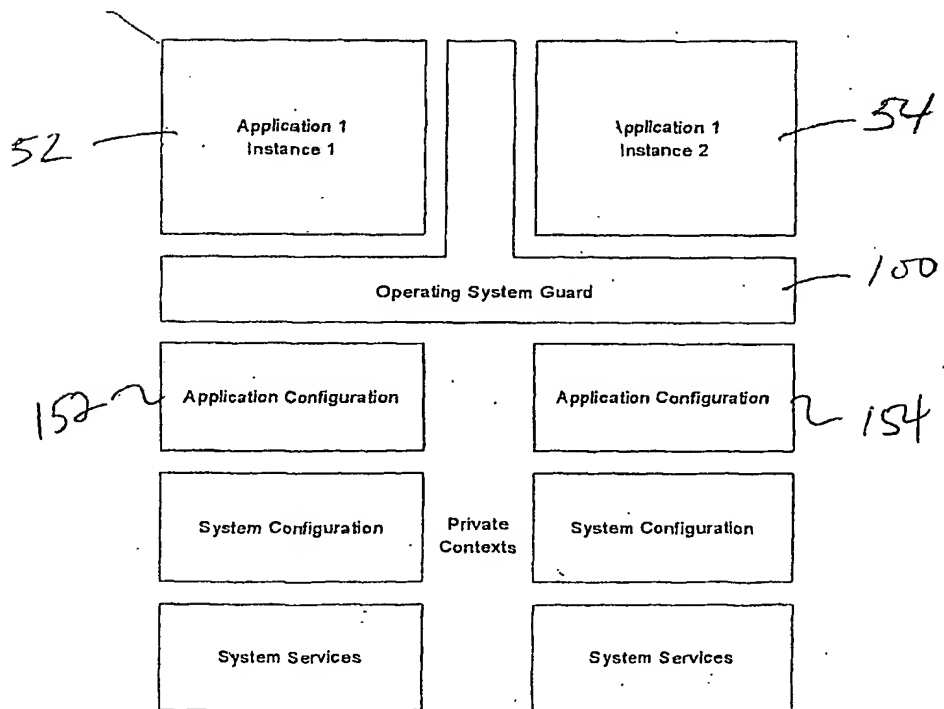 Application 1
Instance 1
Application 1
Instance 2
52
54
Operating System Guard
100
Application Configuration
Application Configuration
152
154
System Configuration
Private
Contexts
System Configuration
System Services
System Services